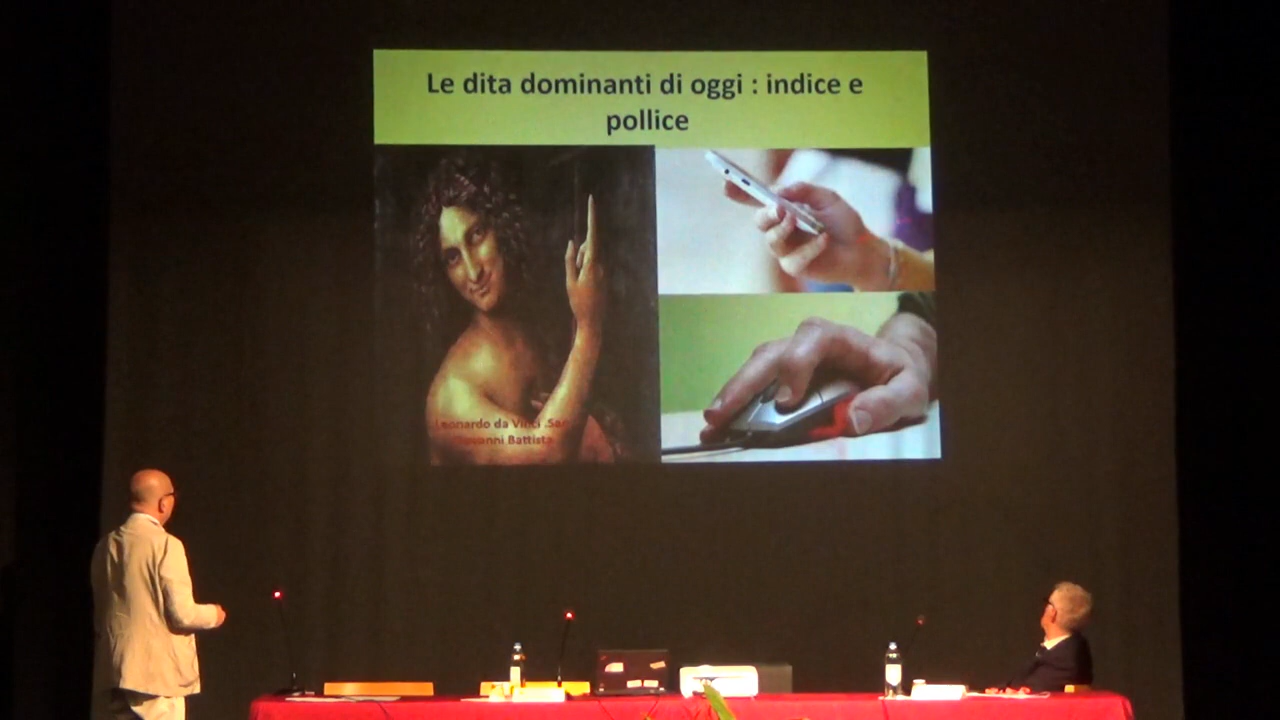 Le dita dominanti di oggi : indice e
pollice
Leonardo da Vinci .San
Giovanni Battista